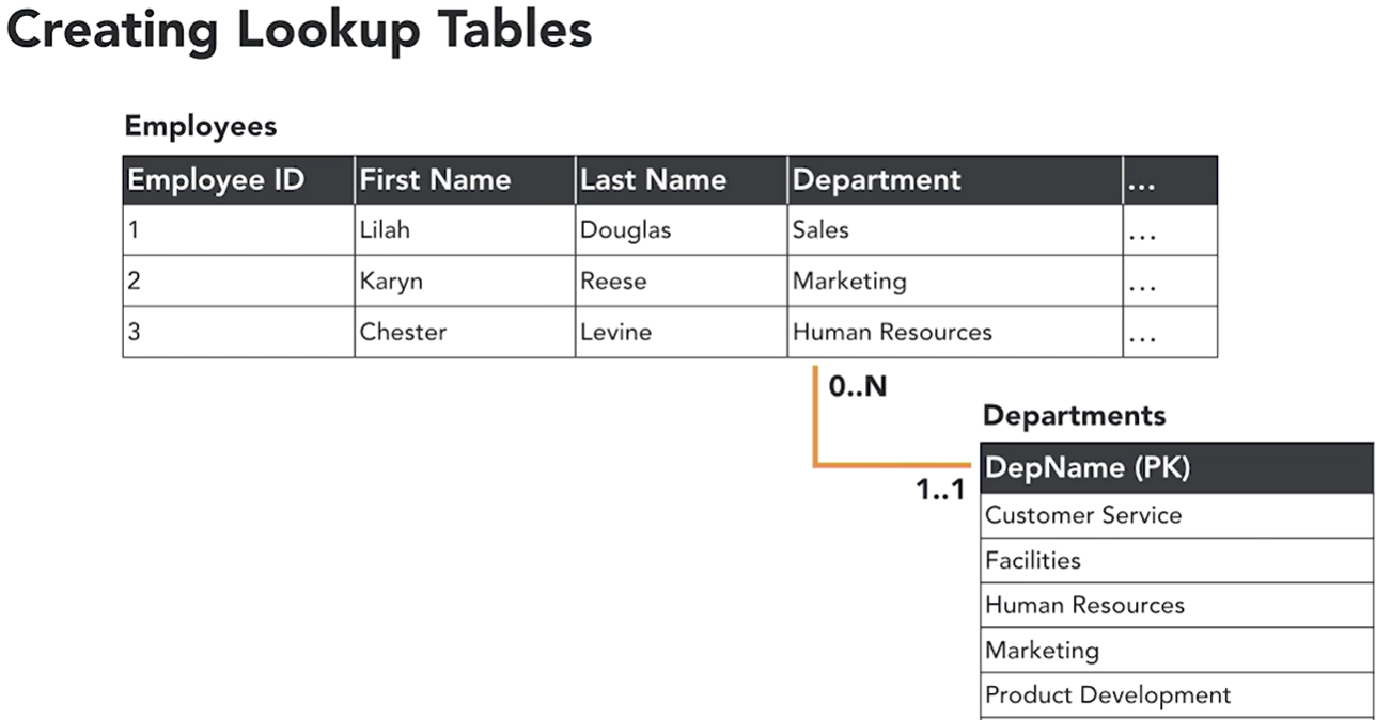 Creating Lookup Tables
Employees
Employee ID First Name Last Name Department ...
1 Lilah Douglas Sales ...
2 Karyn Reese Marketing ...
3 Chester Levine Human Resources ...
0..N
Departments
DepName (PK)
1..1
Customer Service
Facilities
Human Resources
Marketing
Product Development